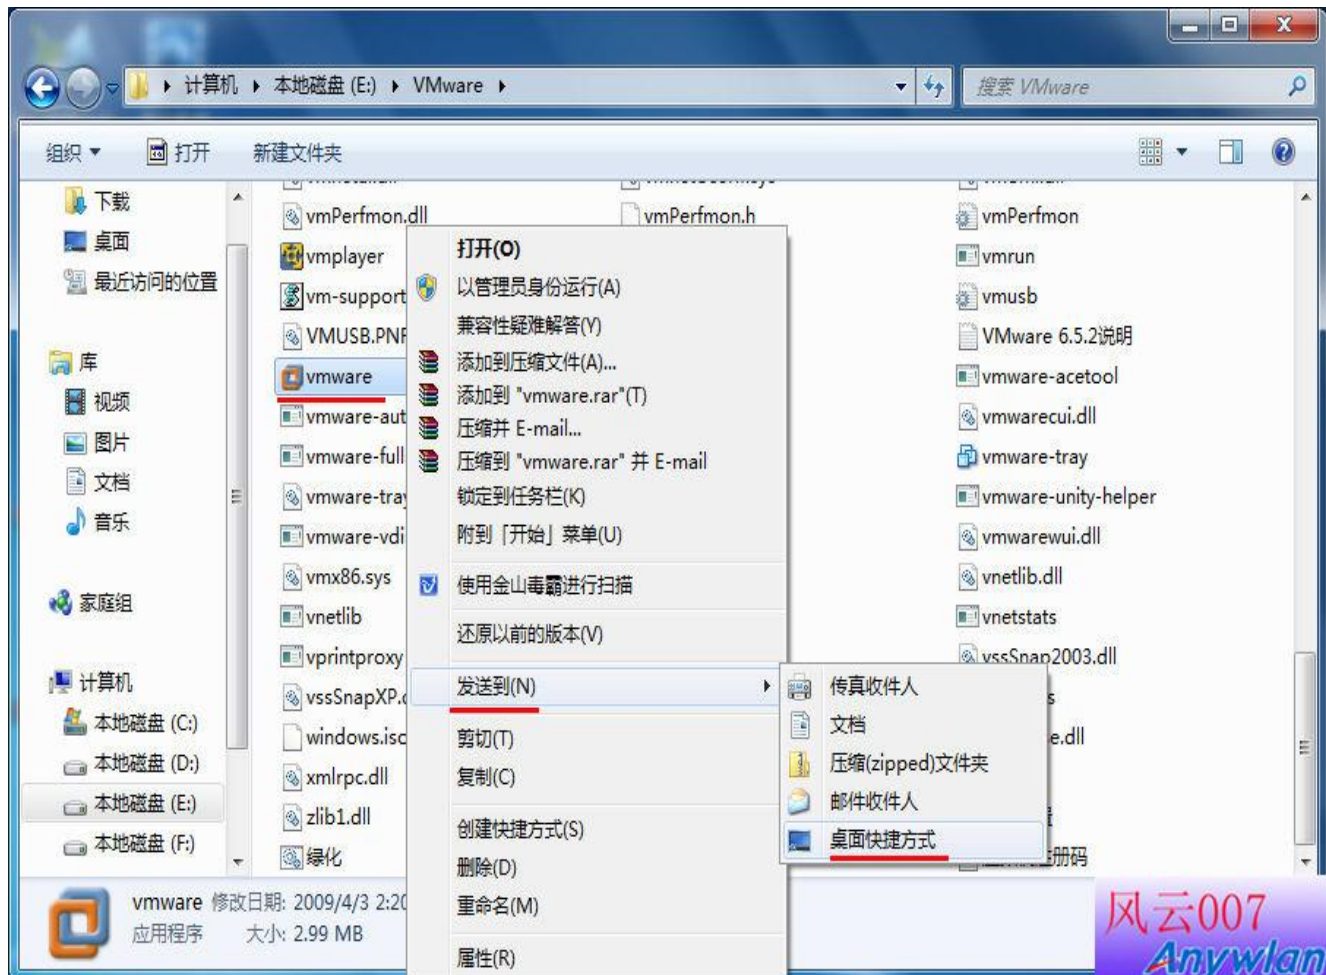 计算机 ▸ 本地磁盘 (E:) ▸ VMware ▸
搜索 VMware
组织
打开
新建文件夹
下载
桌面
最近访问的位置
库
视频
图片
文档
音乐
家庭组
计算机
本地磁盘 (C:)
本地磁盘 (D:)
本地磁盘 (E:)
本地磁盘 (F:)
vmPerfmon.dll
vmplayer
vm-support
VMUSB.PNF
vmware
vmware-aut
vmware-full
vmware-tray
vmware-vdi
vmx86.sys
vnetlib
vprintproxy
vssSnapXP.d
windows.iso
xmlrpc.dll
zlib1.dll
绿化
vmPerfmon.h
vmPerfmon
vmrun
vmusb
VMware 6.5.2说明
vmware-acetool
vmwarecui.dll
vmware-tray
vmware-unity-helper
vmwarewui.dll
vnetlib.dll
vnetstats
vssSnap2003.dll
s
e.dll
册码
打开(O)
以管理员身份运行(A)
兼容性疑难解答(Y)
添加到压缩文件(A)...
添加到 "vmware.rar"(T)
压缩并 E-mail...
压缩到 "vmware.rar" 并 E-mail
锁定到任务栏(K)
附到「开始」菜单(U)
使用金山毒霸进行扫描
还原以前的版本(V)
发送到(N)
剪切(T)
复制(C)
创建快捷方式(S)
删除(D)
重命名(M)
属性(R)
传真收件人
文档
压缩(zipped)文件夹
邮件收件人
桌面快捷方式
vmware 修改日期: 2009/4/3 2:20
应用程序 大小: 2.99 MB
风云007
Anywlan